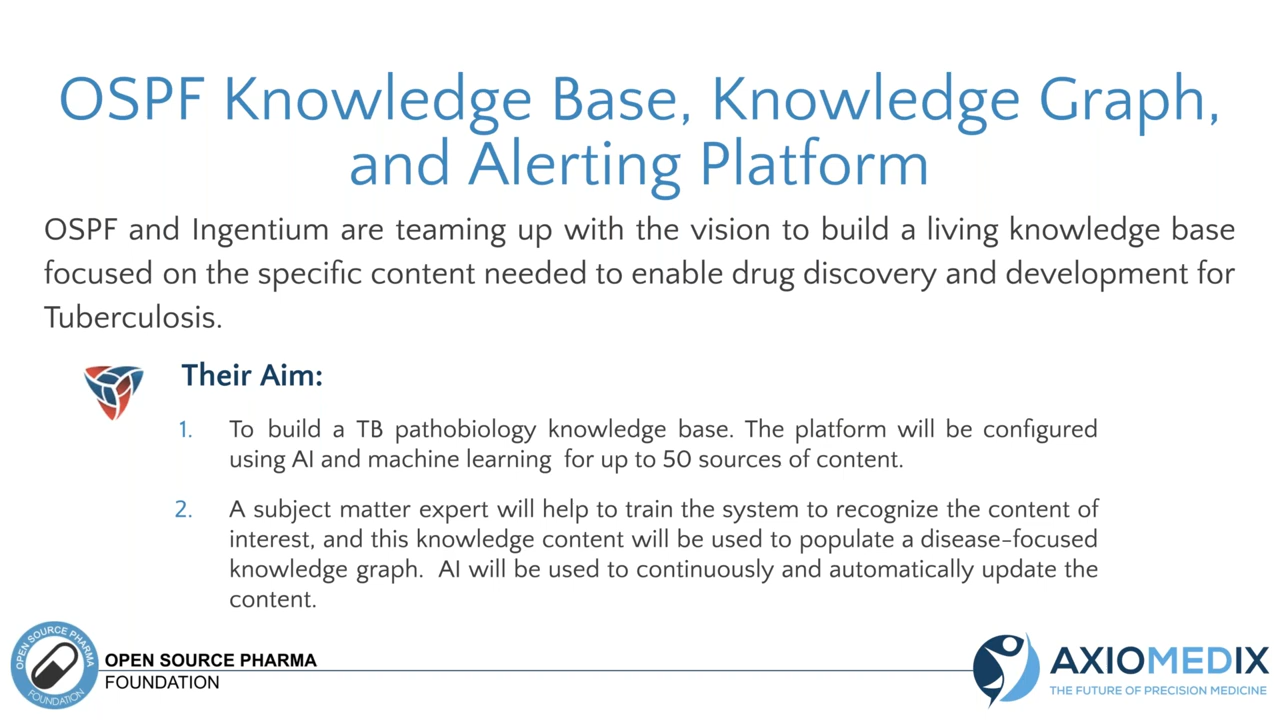 OSPF Knowledge Base, Knowledge Graph,
and Alerting Platform
OSPF and Ingentium are teaming up with the vision to build a living knowledge base
focused on the specific content needed to enable drug discovery and development for
Tuberculosis.
Their Aim:
1. To build a TB pathobiology knowledge base. The platform will be configured
using AI and machine learning for up to 50 sources of content.
2. A subject matter expert will help to train the system to recognize the content of
interest, and this knowledge content will be used to populate a disease-focused
knowledge graph. AI will be used to continuously and automatically update the
content.
OPEN SOURCE PHARMA
FOUNDATION
OPEN SOURCE PHARMA
FOUNDATION
AXIOMEDIX
THE FUTURE OF PRECISION MEDICINE